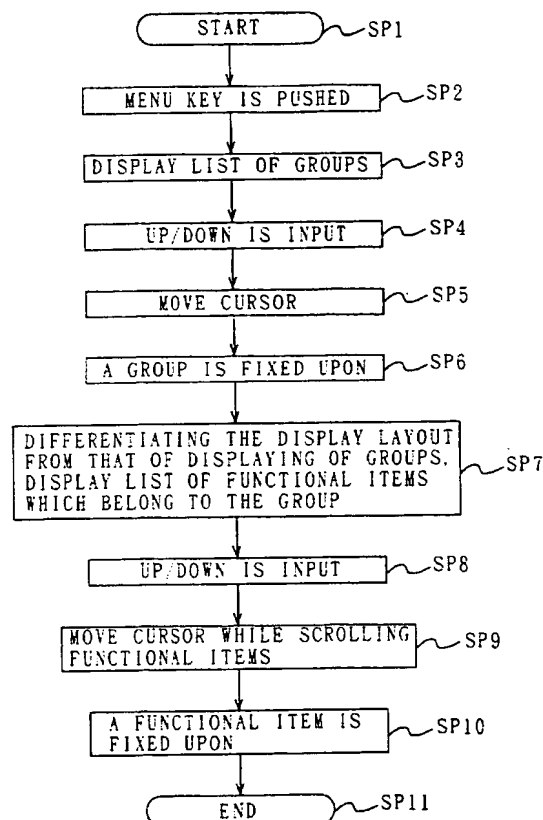 START SP1
MENU KEY IS PUSHED SP2
DISPLAY LIST OF GROUPS SP3
UP/DOWN IS INPUT SP4
MOVE CURSOR SP5
A GROUP IS FIXED UPON SP6
DIFFERENTIATING THE DISPLAY LAYOUT
FROM THAT OF DISPLAYING OF GROUPS.
DISPLAY LIST OF FUNCTIONAL ITEMS
WHICH BELONG TO THE GROUP
SP7
UP/DOWN IS INPUT SP8
MOVE CURSOR WHILE SCROLLING
FUNCTIONAL ITEMS
SP9
A FUNCTIONAL ITEM IS
FIXED UPON
SP10
END SP11